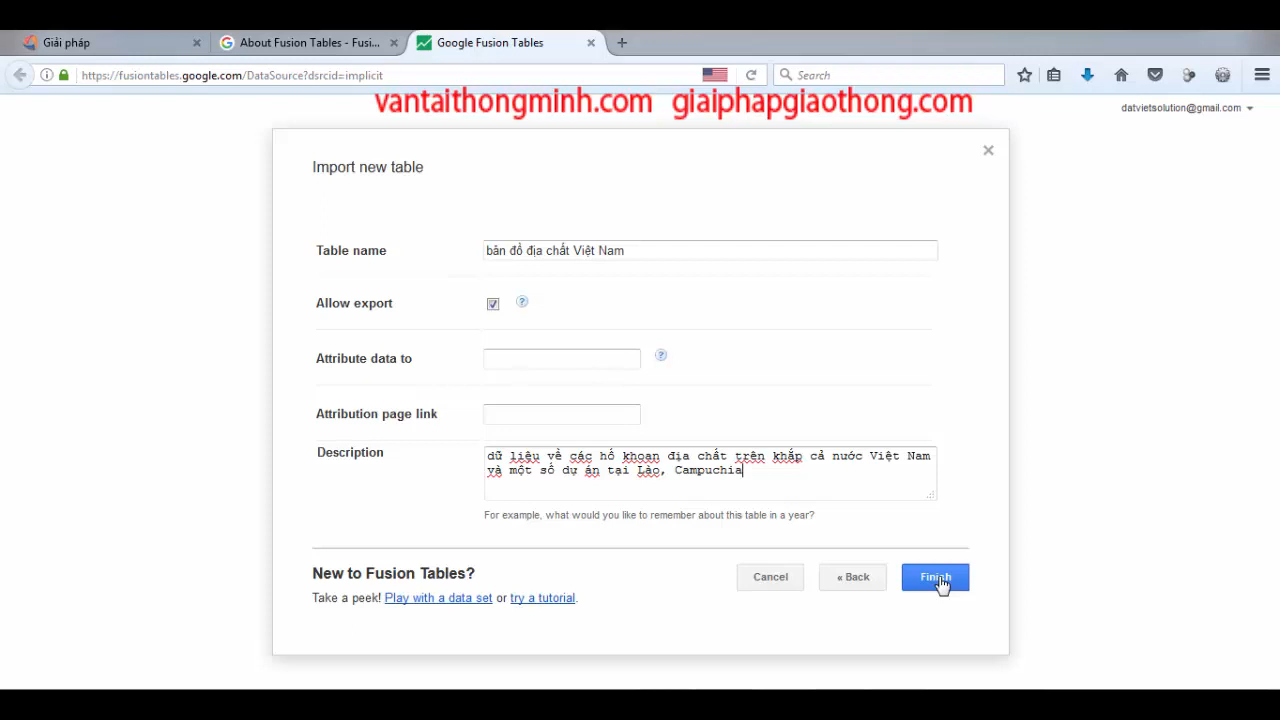 Giải pháp
About Fusion Tables - Fusi...
Google Fusion Tables
https://fusiontables.google.com/DataSource?dsrcid=implicit
Search
vantaithongminh.com giaiphapgiaothong.com
datvietsolution@gmail.com
Import new table
Table name
bản đồ địa chất Việt Nam
Allow export
Attribute data to
Attribution page link
Description
dữ liệu về các hố khoan địa chất trên khắp cả nước Việt Nam
và một số dự án tại Lào, Campuchia
For example, what would you like to remember about this table in a year?
New to Fusion Tables?
Take a peek! Play with a data set or try a tutorial.
Cancel
« Back
Finish